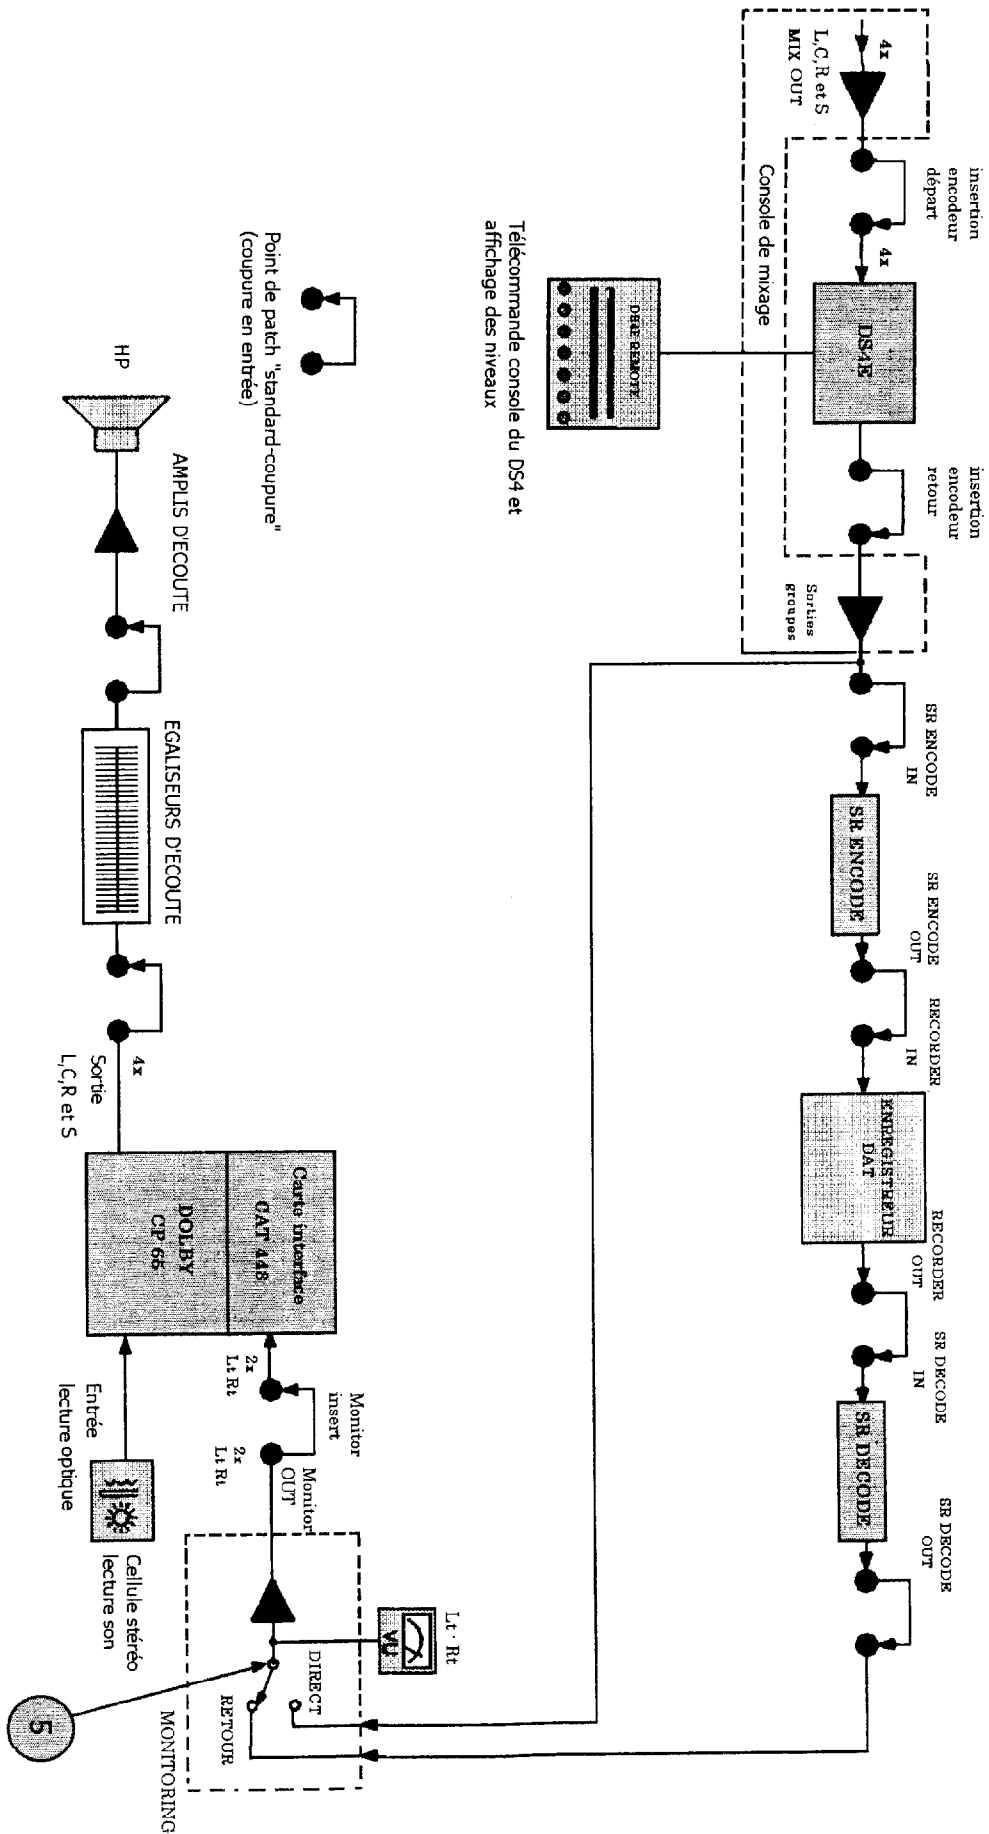 4x
L,C,R et S
MIX OUT
insertion
encodeur
départ
4x
Console de mixage
DS4E
insertion
encodeur
retour
Sorties
groupes
SR ENCODE
IN
SR ENCODE
SR ENCODE
OUT
RECORDER
IN
ENREGISTREUR
DAT
RECORDER
OUT
SR DECODE
IN
SR DECODE
SR DECODE
OUT
DS4E REMOTE
Télécommande console du DS4 et
affichage des niveaux
Point de patch "standard-coupure"
(coupure en entrée)
HP
AMPLIS D'ECOUTE
EGALISEURS D'ECOUTE
4x
Sortie
L,C,R et S
Carte interface
CAT 448
DOLBY
CP 65
2x
Lt Rt
Monitor
insert
2x
Lt Rt
Monitor
OUT
Entrée
lecture optique
Cellule stéréo
lecture son
Lt · Rt
VU
DIRECT
RETOUR
MONITORING
5